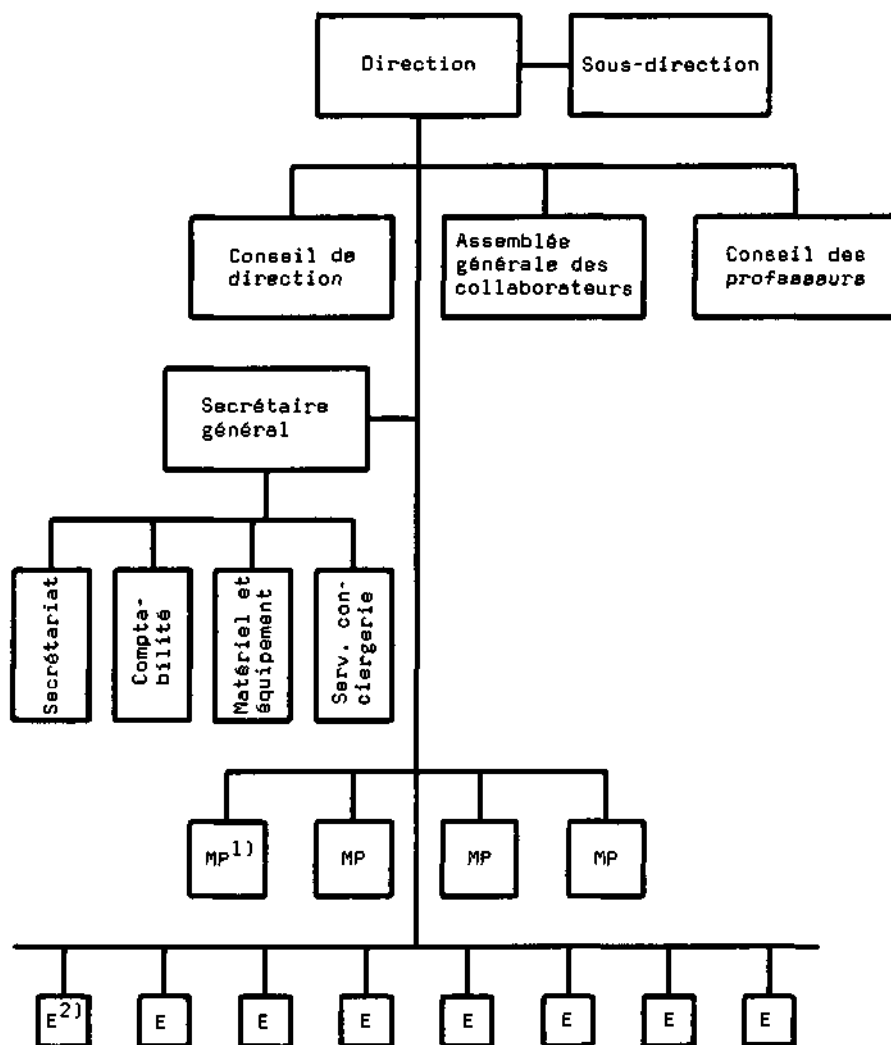 Direction
Sous-direction
Conseil de
direction
Assemblée
générale des
collaborateurs
Conseil des
professeurs
Secrétaire
général
Secrétariat
Compta-
bilité
Matériel et
équipement
Serv. con-
ciergerie
MP1)
MP
MP
MP
E2)
E
E
E
E
E
E
E